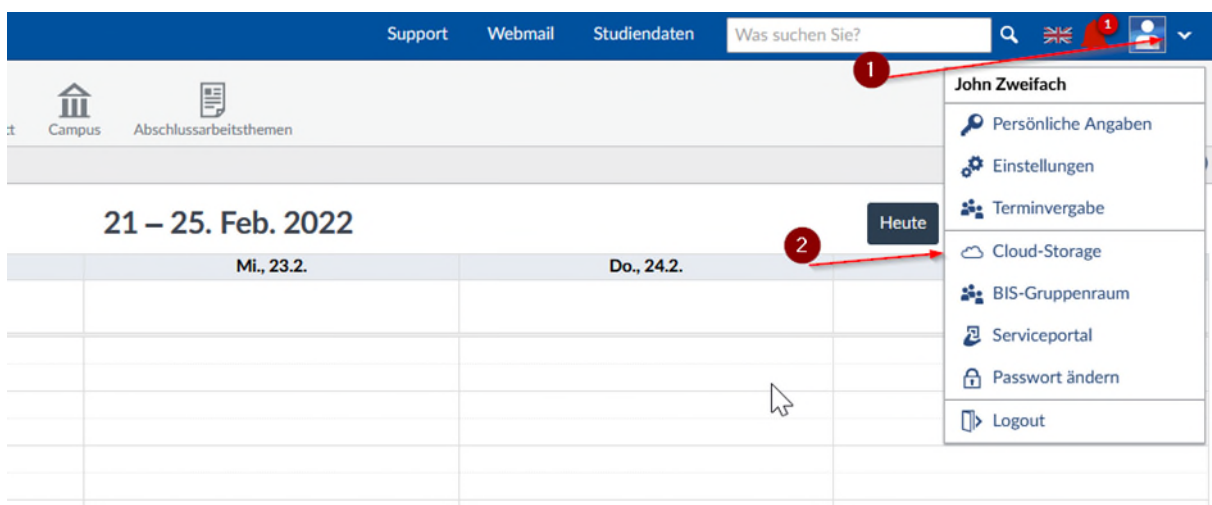 Support Webmail Studiendaten Was suchen Sie? 1
1
John Zweifach
Campus Abschlussarbeitsthemen
Persönliche Angaben
Einstellungen
Terminvergabe
21 – 25. Feb. 2022 Heute
2
Mi., 23.2. Do., 24.2.
Cloud-Storage
BIS-Gruppenraum
Serviceportal
Passwort ändern
Logout